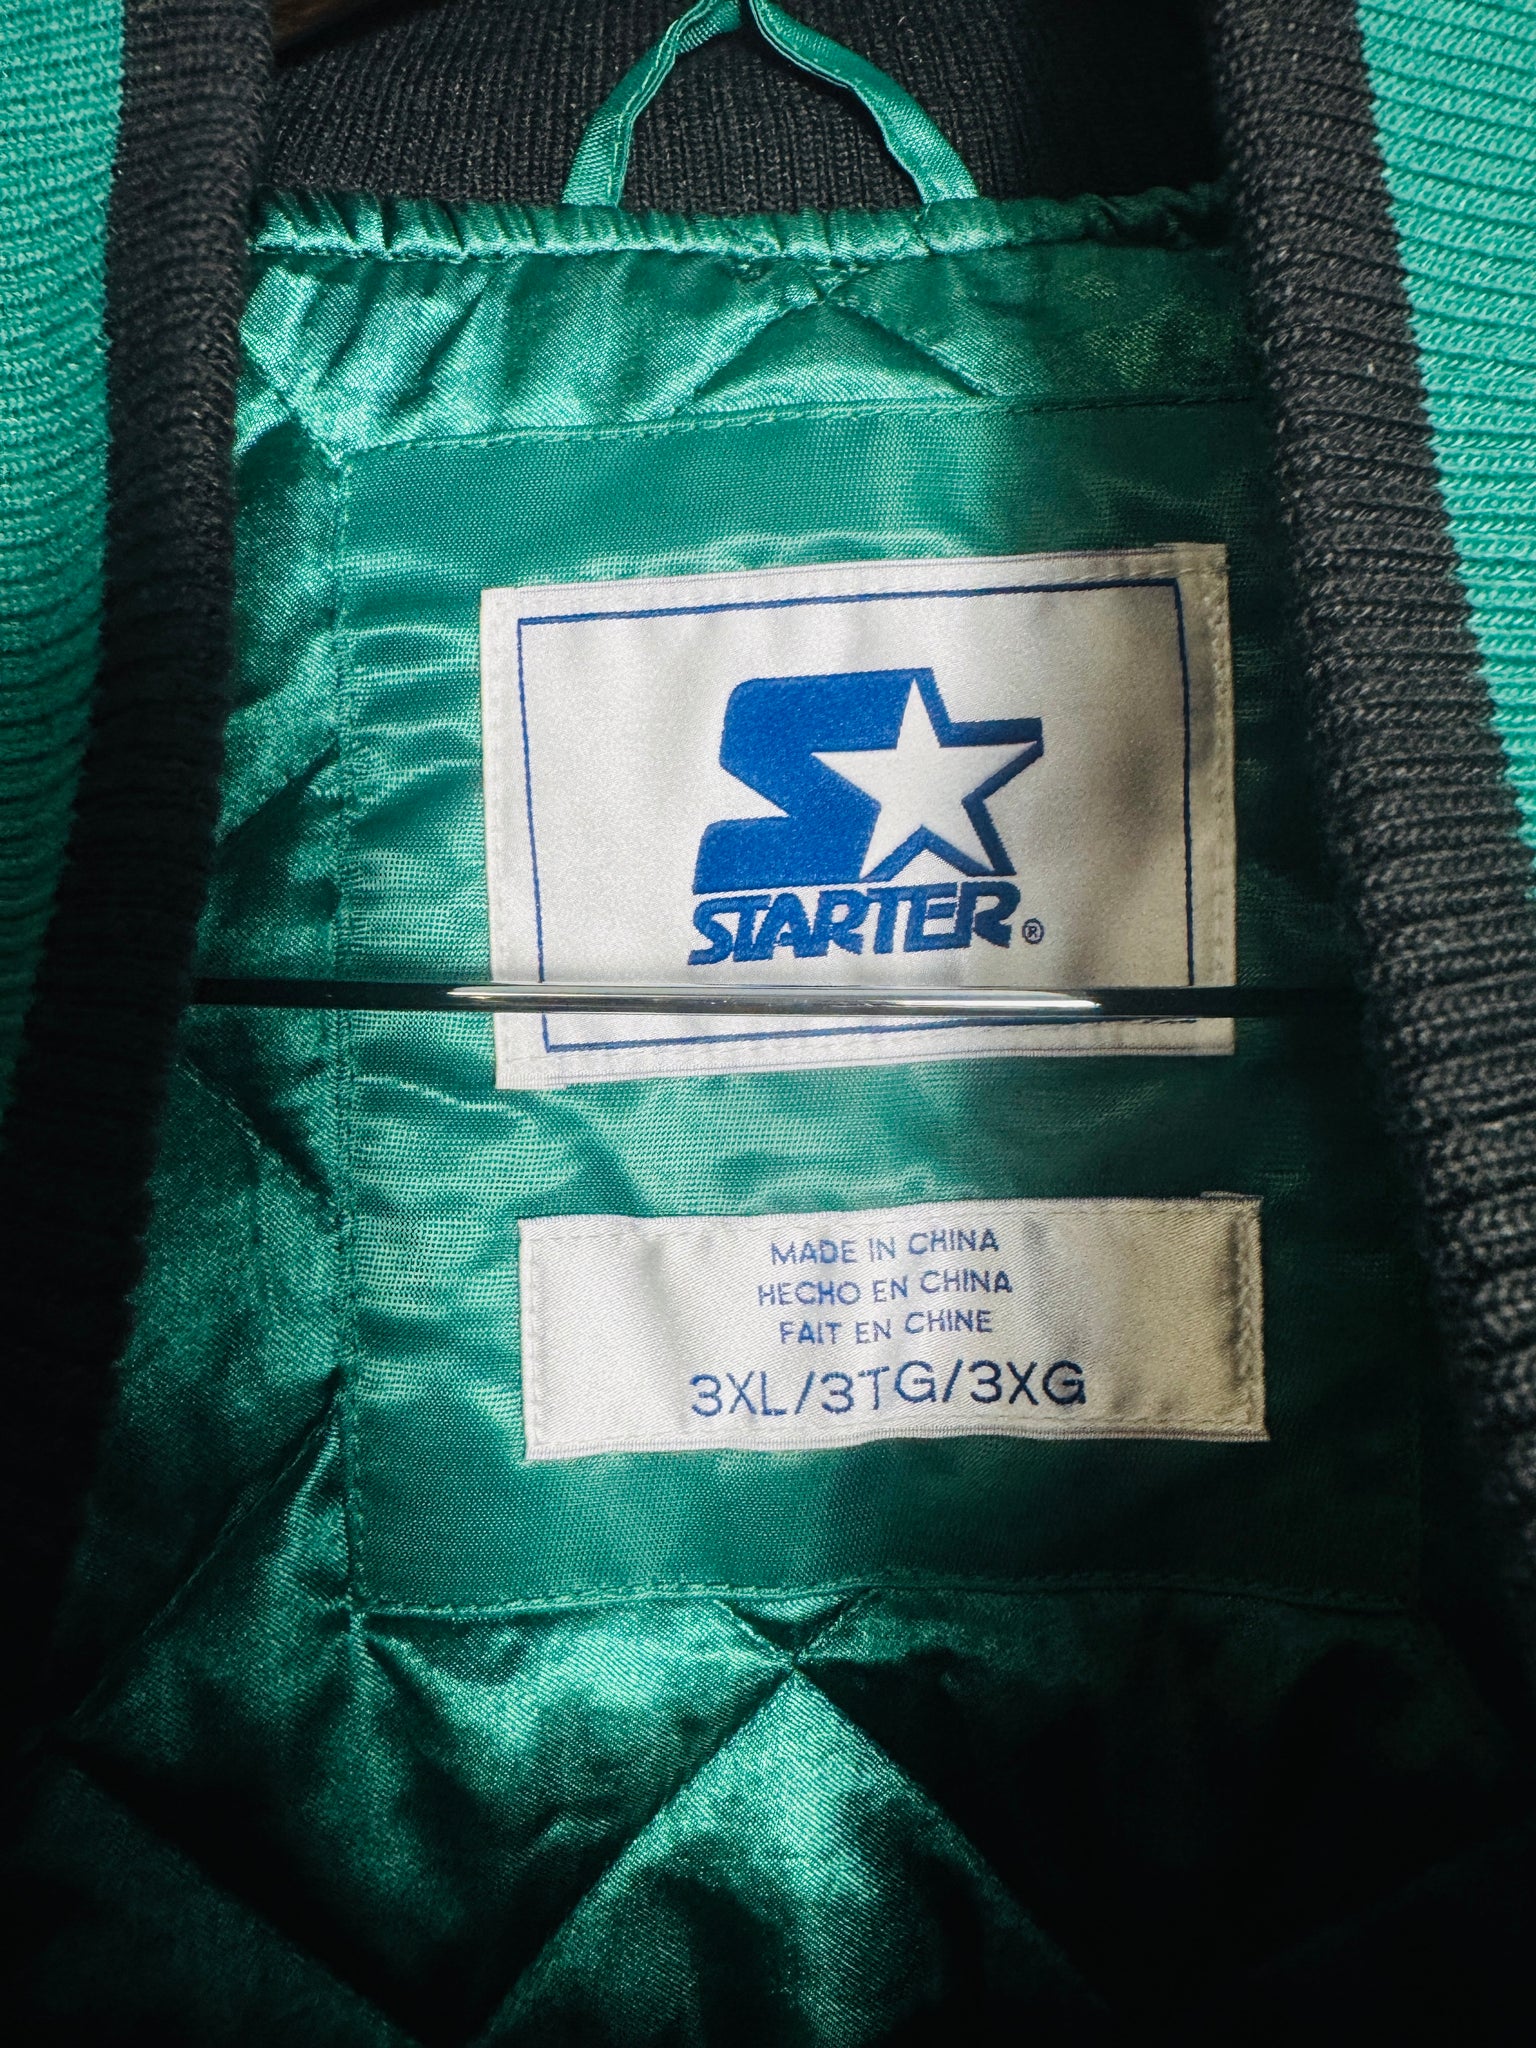 STARTER®
MADE IN CHINA
HECHO EN CHINA
FAIT EN CHINE
3XL/3TG/3XG